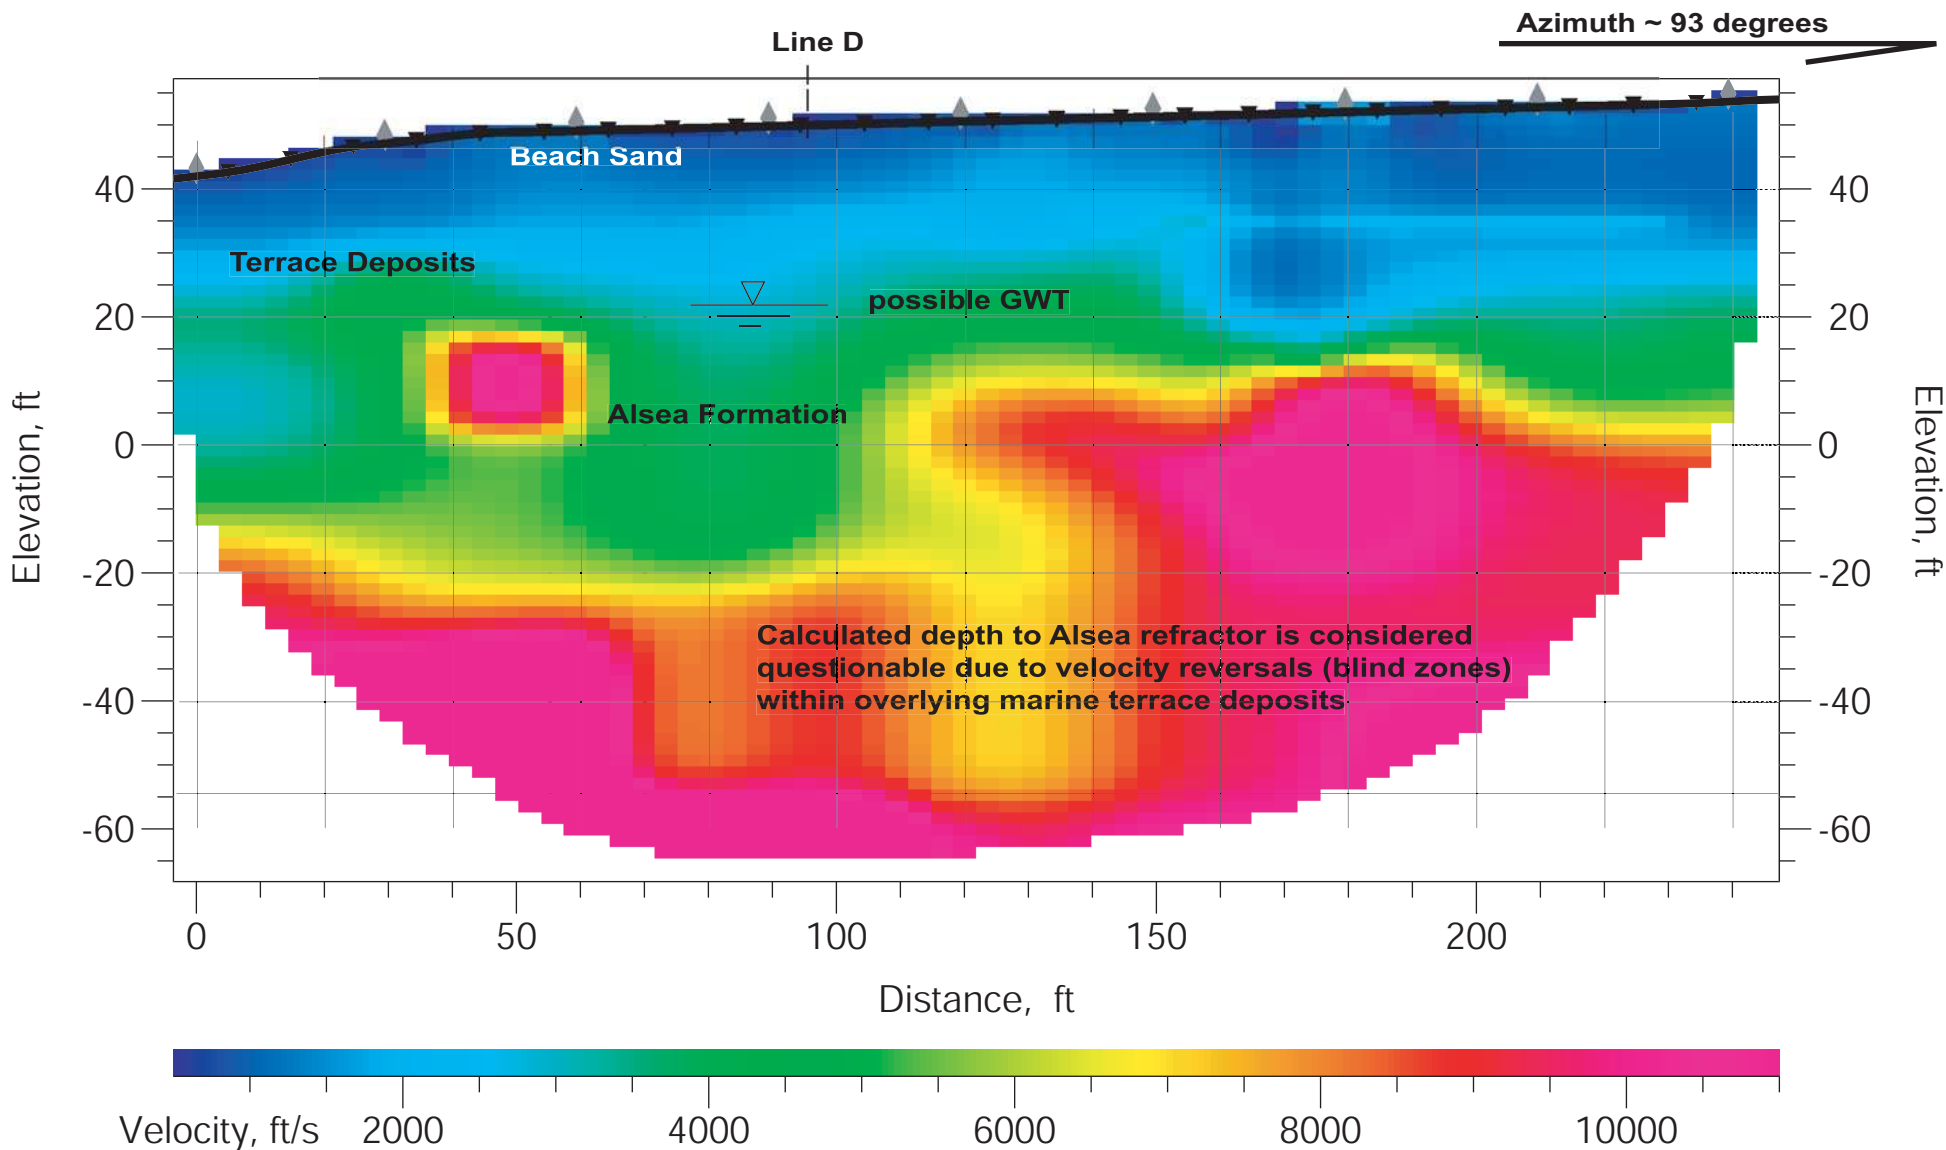 Azimuth ~ 93 degrees
Line D
Beach Sand
40
40
Terrace Deposits
possible GWT
20
20
Alsea Formation
0
0
Elevation, ft
Elevation, ft
-20
-20
Calculated depth to Alsea refractor is considered
questionable due to velocity reversals (blind zones)
within overlying marine terrace deposits
-40
-40
-60
-60
0 50 100 150 200
Distance, ft
Velocity, ft/s 2000 4000 6000 8000 10000